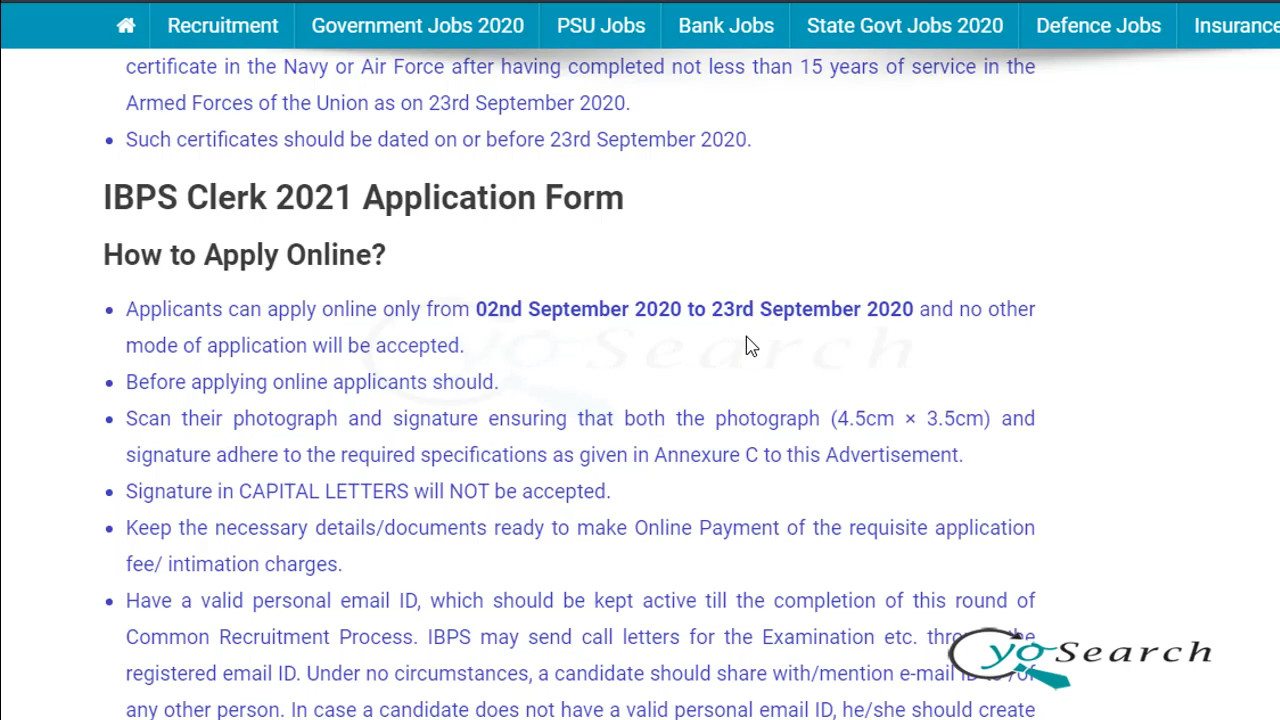 Recruitment Government Jobs 2020 PSU Jobs Bank Jobs State Govt Jobs 2020 Defence Jobs Insurance
certificate in the Navy or Air Force after having completed not less than 15 years of service in the
Armed Forces of the Union as on 23rd September 2020.
Such certificates should be dated on or before 23rd September 2020.
IBPS Clerk 2021 Application Form
How to Apply Online?
Applicants can apply online only from 02nd September 2020 to 23rd September 2020 and no other
mode of application will be accepted.
yoSearch
Before applying online applicants should.
Scan their photograph and signature ensuring that both the photograph (4.5cm × 3.5cm) and
signature adhere to the required specifications as given in Annexure C to this Advertisement.
Signature in CAPITAL LETTERS will NOT be accepted.
Keep the necessary details/documents ready to make Online Payment of the requisite application
fee/ intimation charges.
Have a valid personal email ID, which should be kept active till the completion of this round of
Common Recruitment Process. IBPS may send call letters for the Examination etc. through the
registered email ID. Under no circumstances, a candidate should share with/mention e-mail ID to /or
any other person. In case a candidate does not have a valid personal email ID, he/she should create
yoSearch